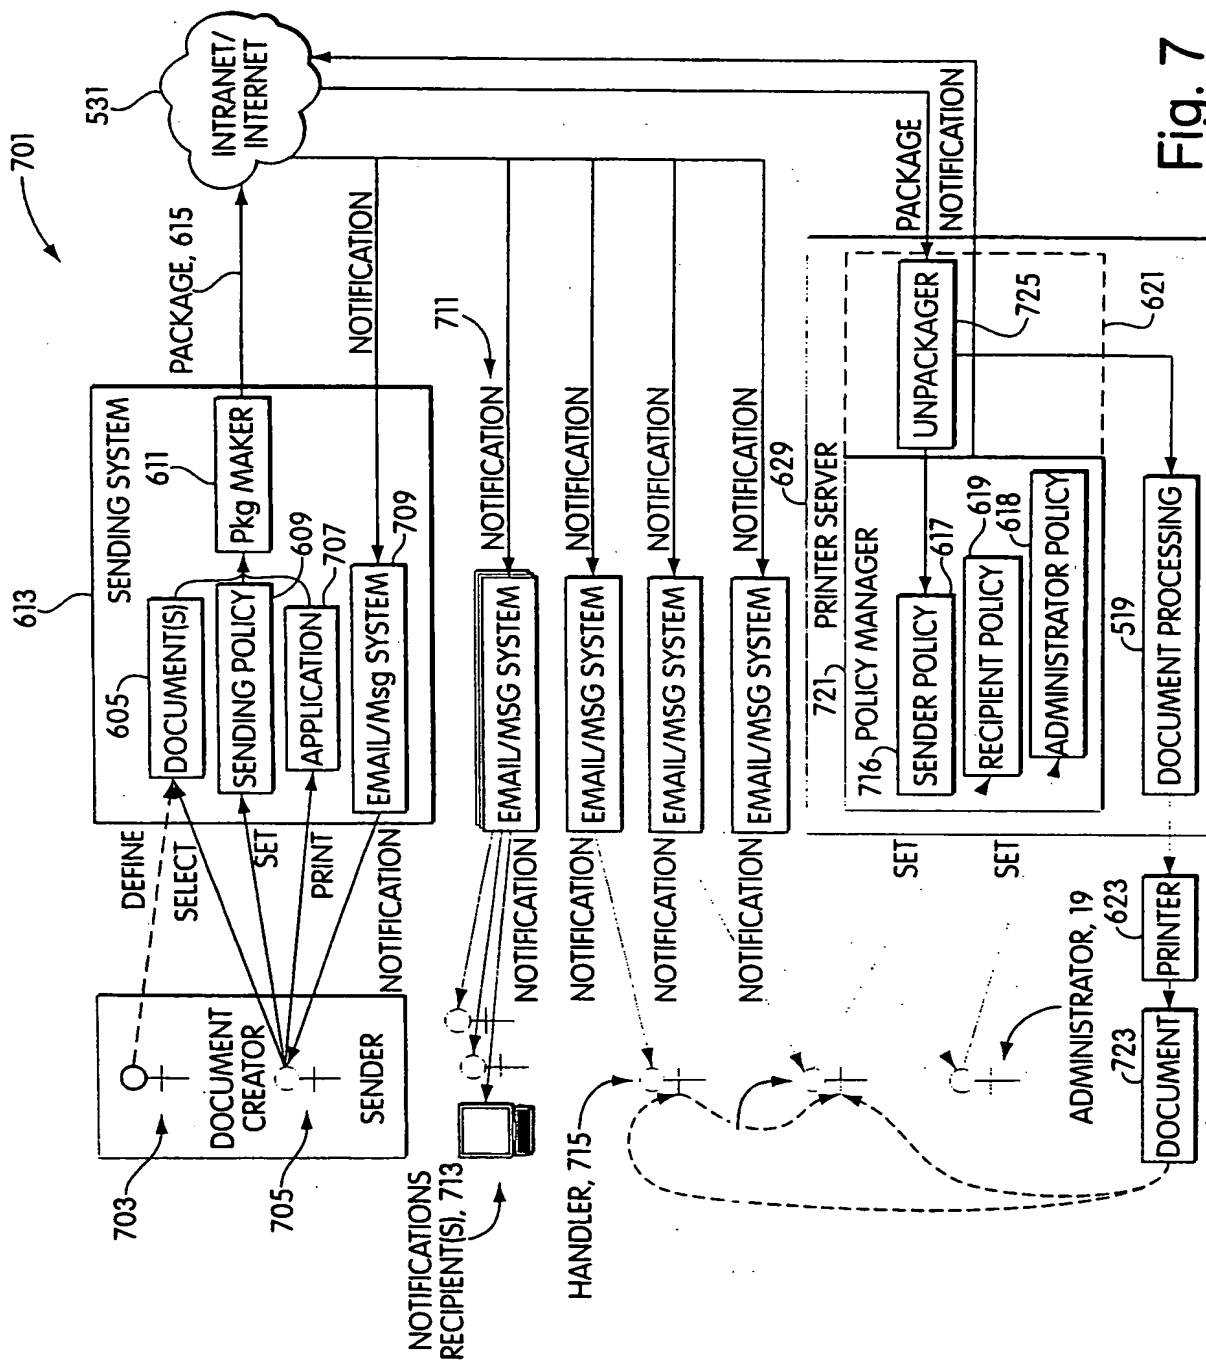 701
531
INTRANET/
INTERNET
613
SENDING SYSTEM
605
DOCUMENT(S)
611
Pkg MAKER
SENDING POLICY
609
APPLICATION
707
EMAIL/Msg SYSTEM
709
PACKAGE, 615
NOTIFICATION
DEFINE
SELECT
SET
PRINT
NOTIFICATION
703
DOCUMENT
CREATOR
705
SENDER
NOTIFICATIONS
RECIPIENT(S), 713
711
NOTIFICATION
NOTIFICATION
NOTIFICATION
NOTIFICATION
EMAIL/MSG SYSTEM
EMAIL/MSG SYSTEM
EMAIL/MSG SYSTEM
EMAIL/MSG SYSTEM
NOTIFICATION
NOTIFICATION
NOTIFICATION
NOTIFICATION
HANDLER, 715
629
PRINTER SERVER
721
POLICY MANAGER
716
SENDER POLICY
617
RECIPIENT POLICY
619
618
ADMINISTRATOR POLICY
UNPACKAGER
725
621
PACKAGE
NOTIFICATION
SET
SET
ADMINISTRATOR, 19
519
DOCUMENT PROCESSING
623
PRINTER
723
DOCUMENT
Fig. 7